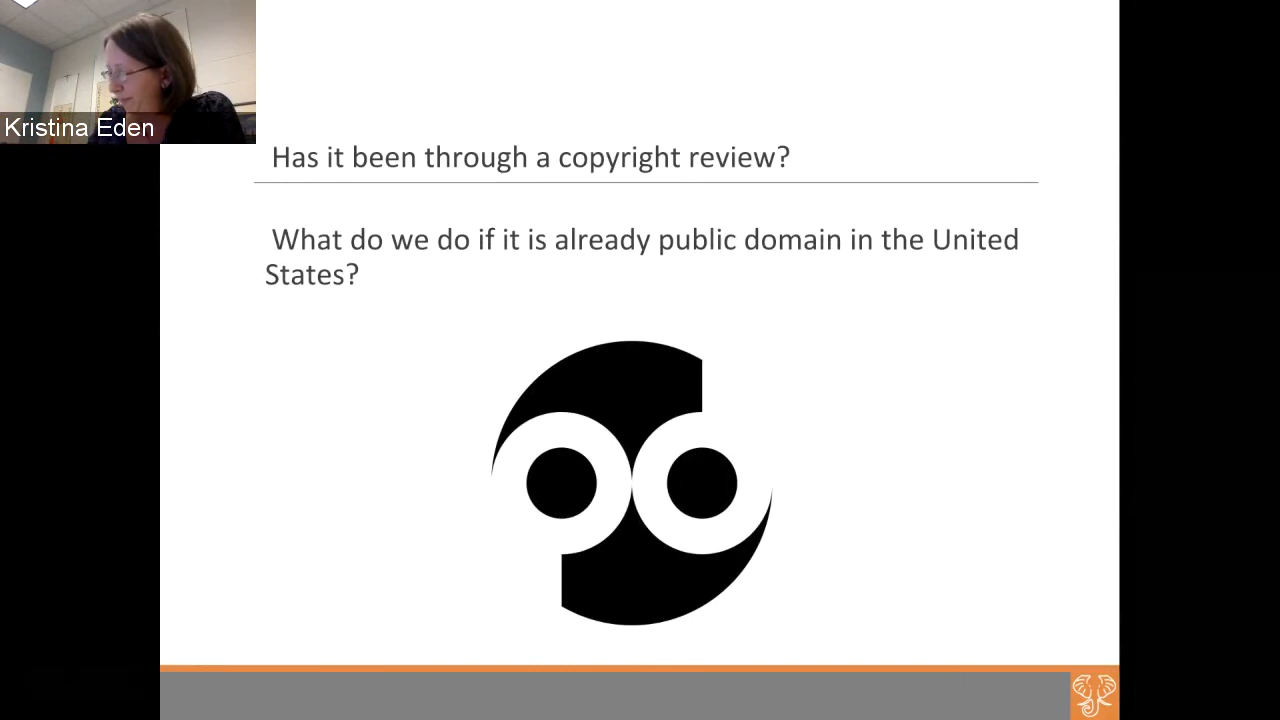 Kristina Eden
Has it been through a copyright review?
What do we do if it is already public domain in the United
States?